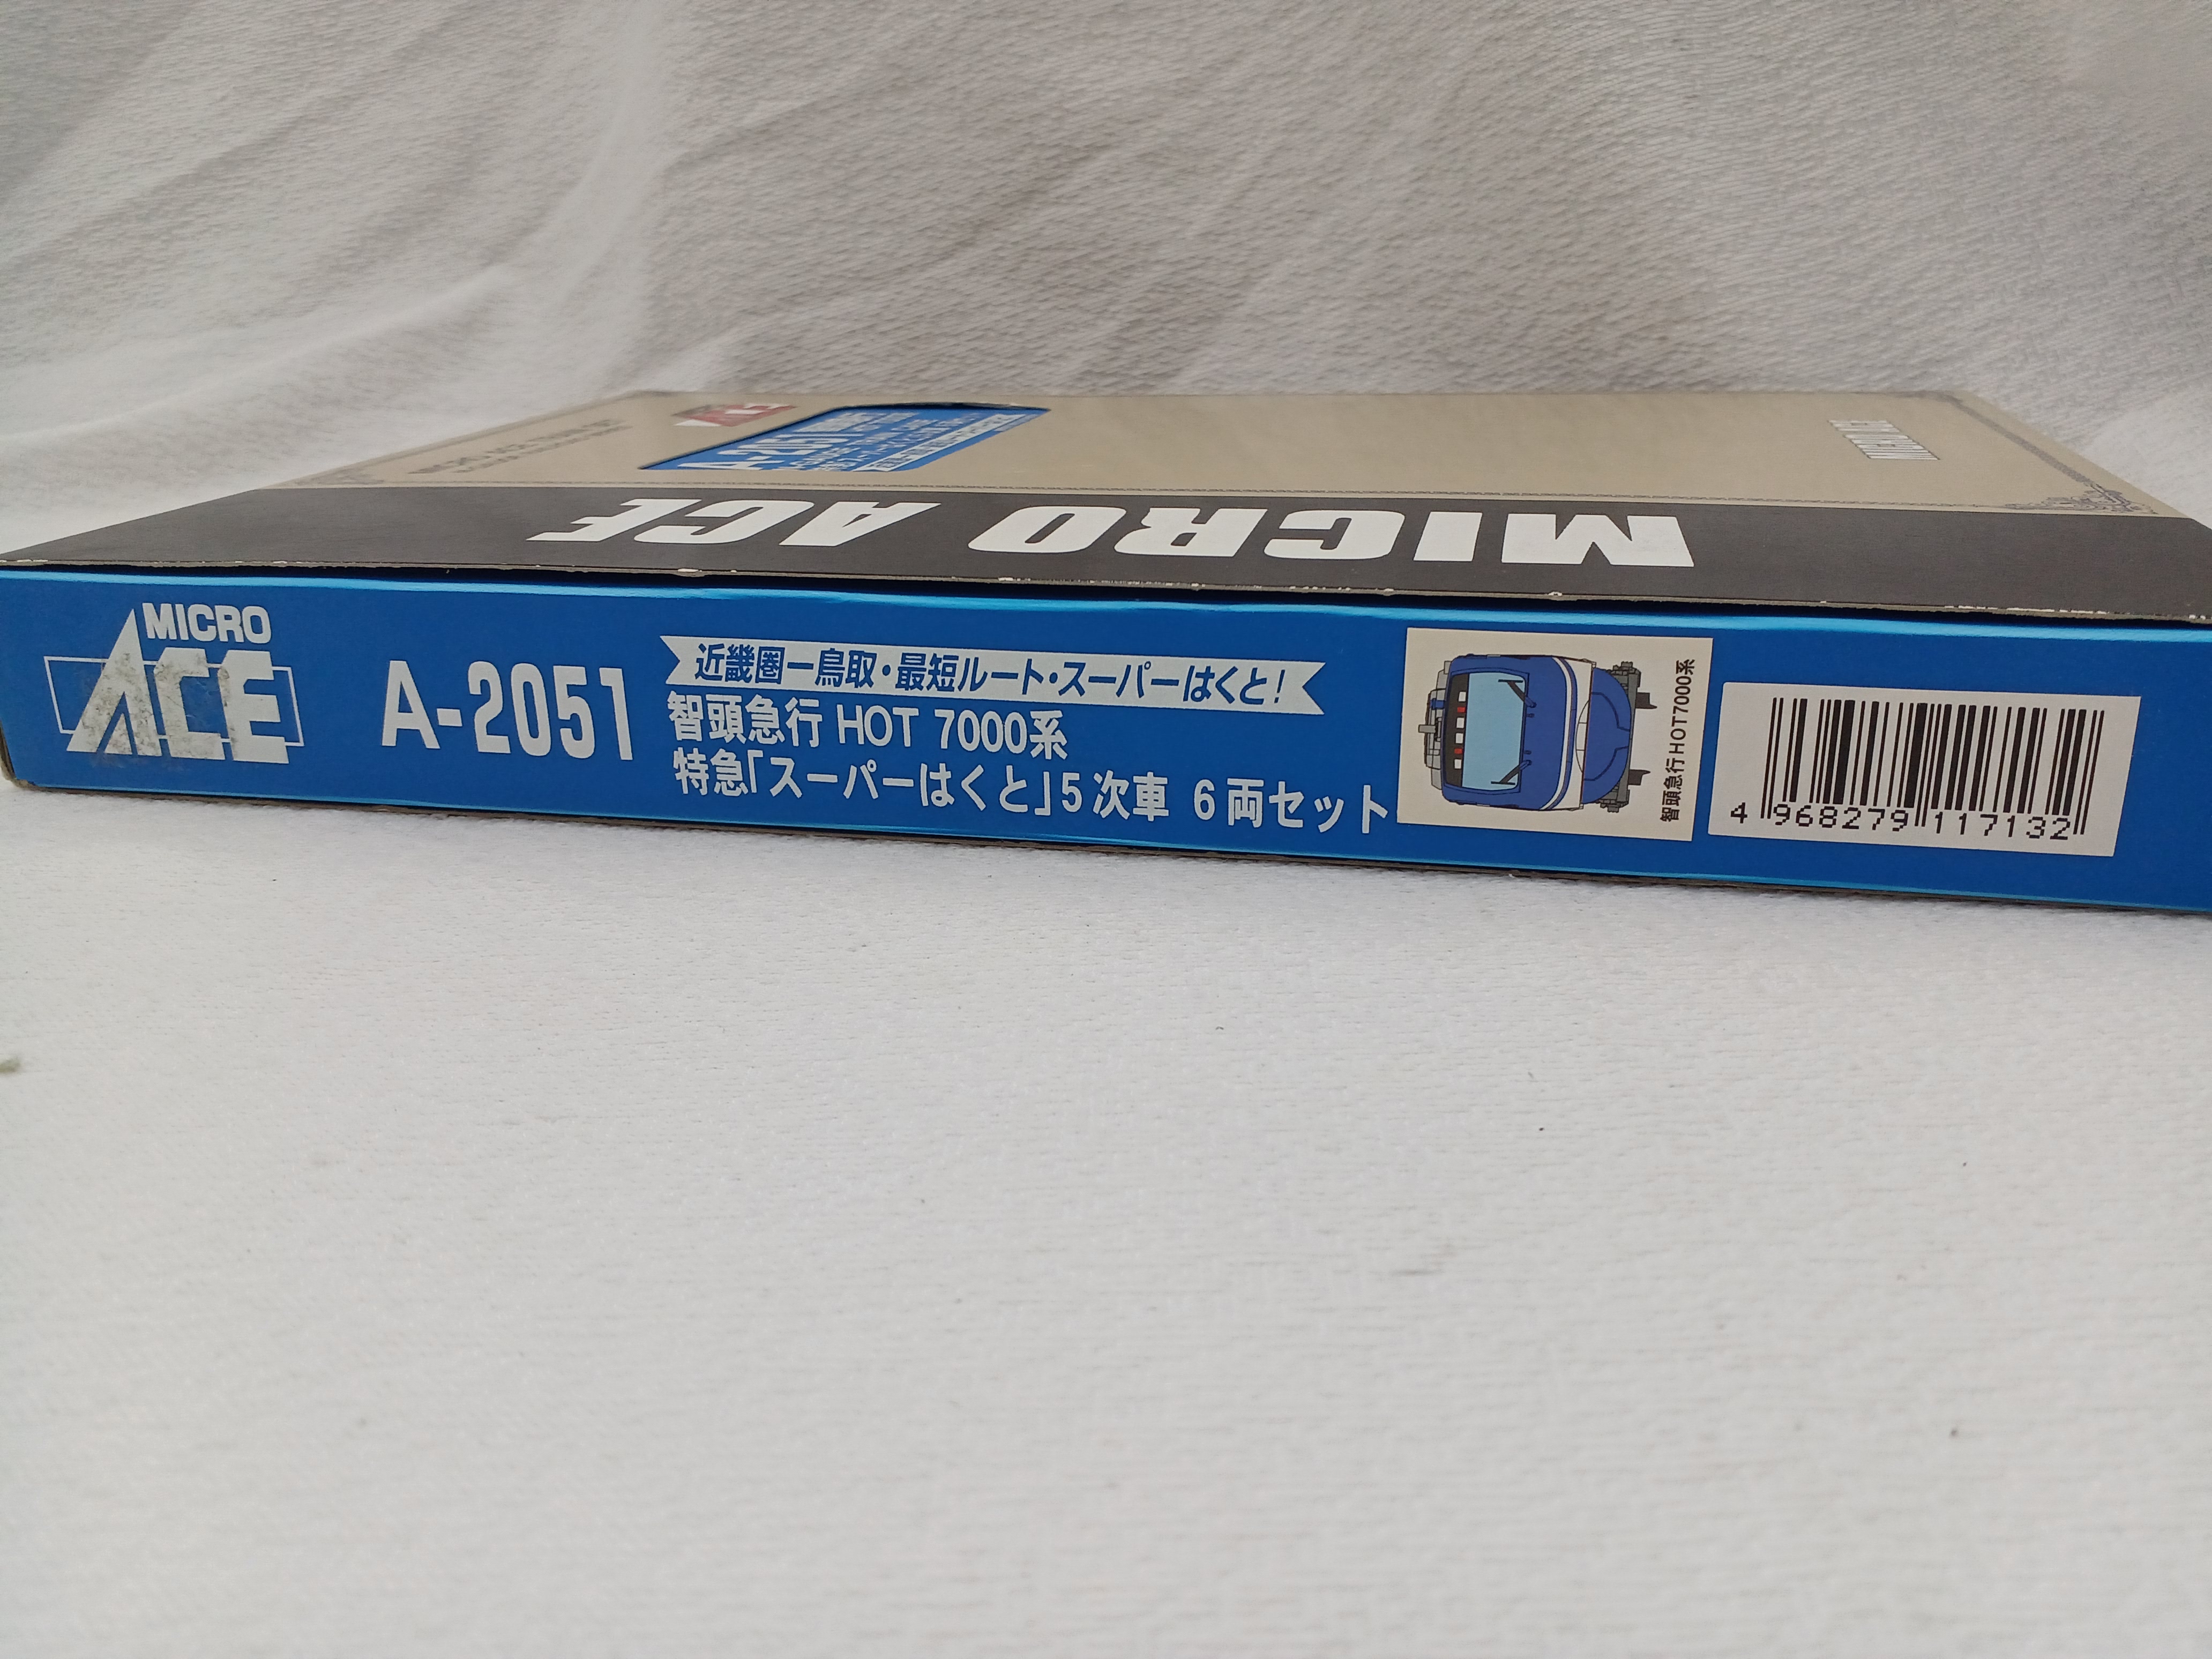 MICRO ACE
MICRO
ACE
A-2051
近畿圏ー鳥取・最短ルート・スーパーはくと!
智頭急行 HOT 7000系
特急「スーパーはくと」5次車 6両セット
智頭急行HOT7000系
4 968279 117132